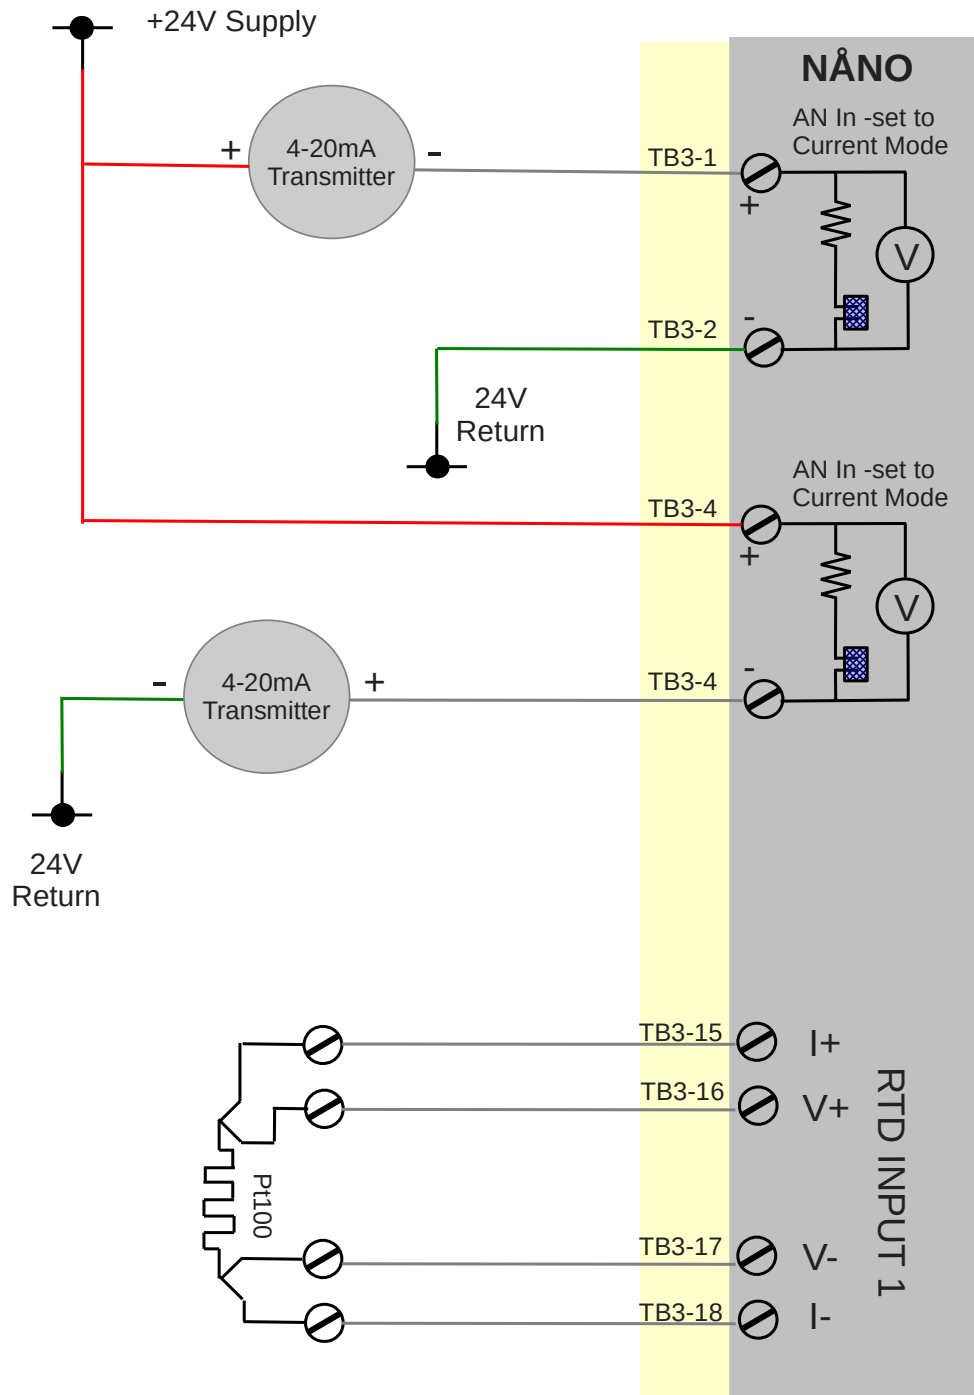 +24V Supply
NÅNO
AN In -set to
Current Mode
4-20mA
Transmitter
+
-
TB3-1
+
V
TB3-2
-
24V
Return
AN In -set to
Current Mode
TB3-4
+
V
4-20mA
Transmitter
-
+
TB3-4
-
24V
Return
TB3-15
I+
TB3-16
V+
Pt100
RTD INPUT 1
TB3-17
V-
TB3-18
I-